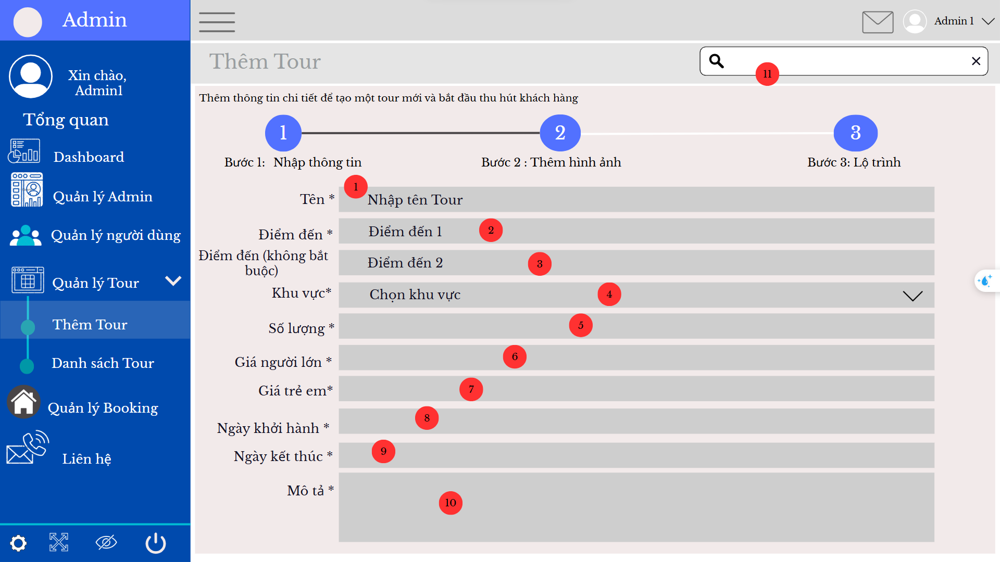 Admin
Xin chào,
Admin1
Tổng quan
Dashboard
Quản lý Admin
Quản lý người dùng
Quản lý Tour
Thêm Tour
Danh sách Tour
Quản lý Booking
Liên hệ
Admin 1
Thêm Tour
11
Thêm thông tin chi tiết để tạo một tour mới và bắt đầu thu hút khách hàng
1
2
3
Bước 1: Nhập thông tin
Bước 2 : Thêm hình ảnh
Bước 3: Lộ trình
1
Tên * Nhập tên Tour
Điểm đến * Điểm đến 1 2
Điểm đến (không bắt
buộc)
Điểm đến 2 3
Khu vực* Chọn khu vực 4
Số lượng * 5
Giá người lớn * 6
Giá trẻ em* 7
Ngày khởi hành * 8
Ngày kết thúc * 9
Mô tả * 10